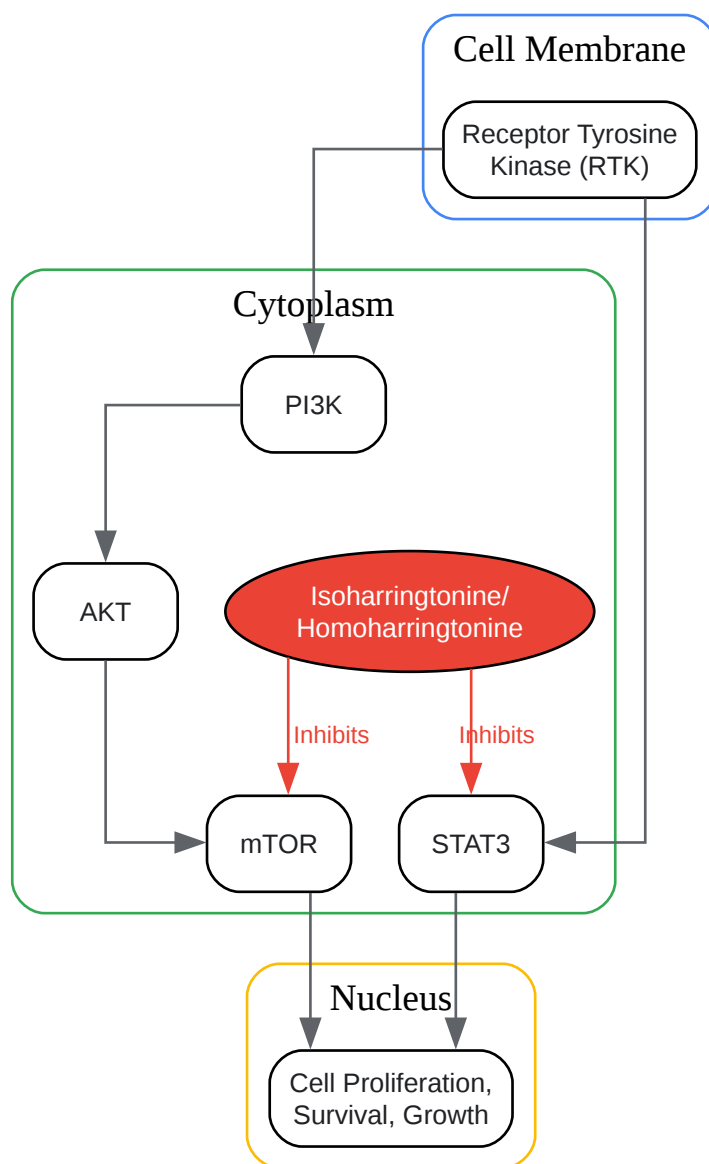 Cell Membrane
Receptor Tyrosine
Kinase (RTK)
Cytoplasm
PI3K
AKT
Isoharringtonine/
Homoharringtonine
Inhibits
Inhibits
mTOR
STAT3
Nucleus
Cell Proliferation,
Survival, Growth